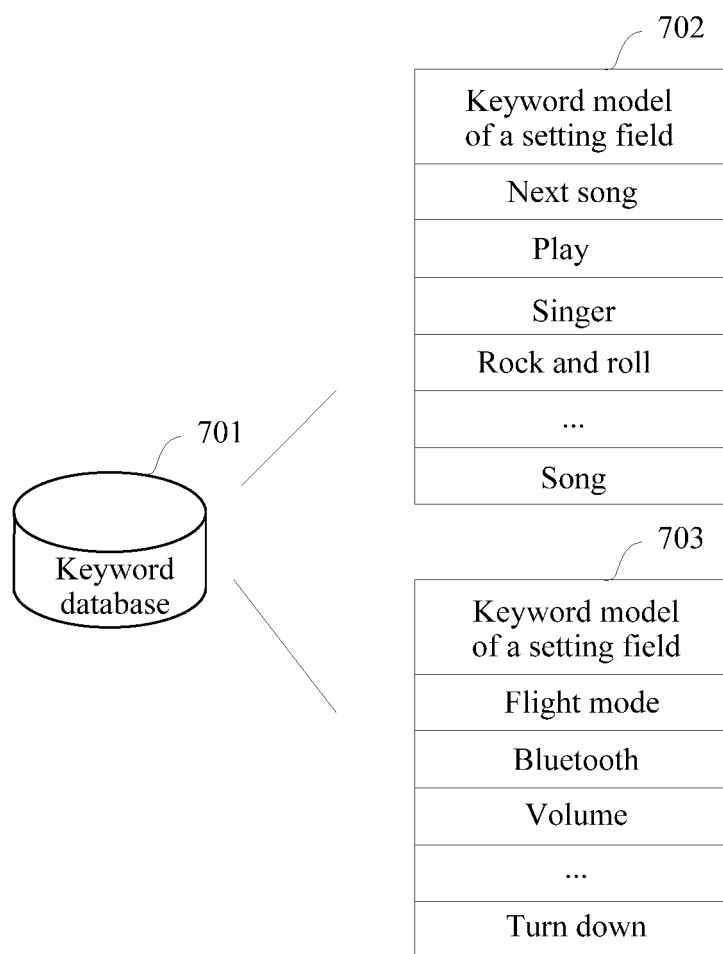 702
Keyword model
of a setting field
Next song
Play
Singer
Rock and roll
...
Song
701
Keyword
database
703
Keyword model
of a setting field
Flight mode
Bluetooth
Volume
...
Turn down